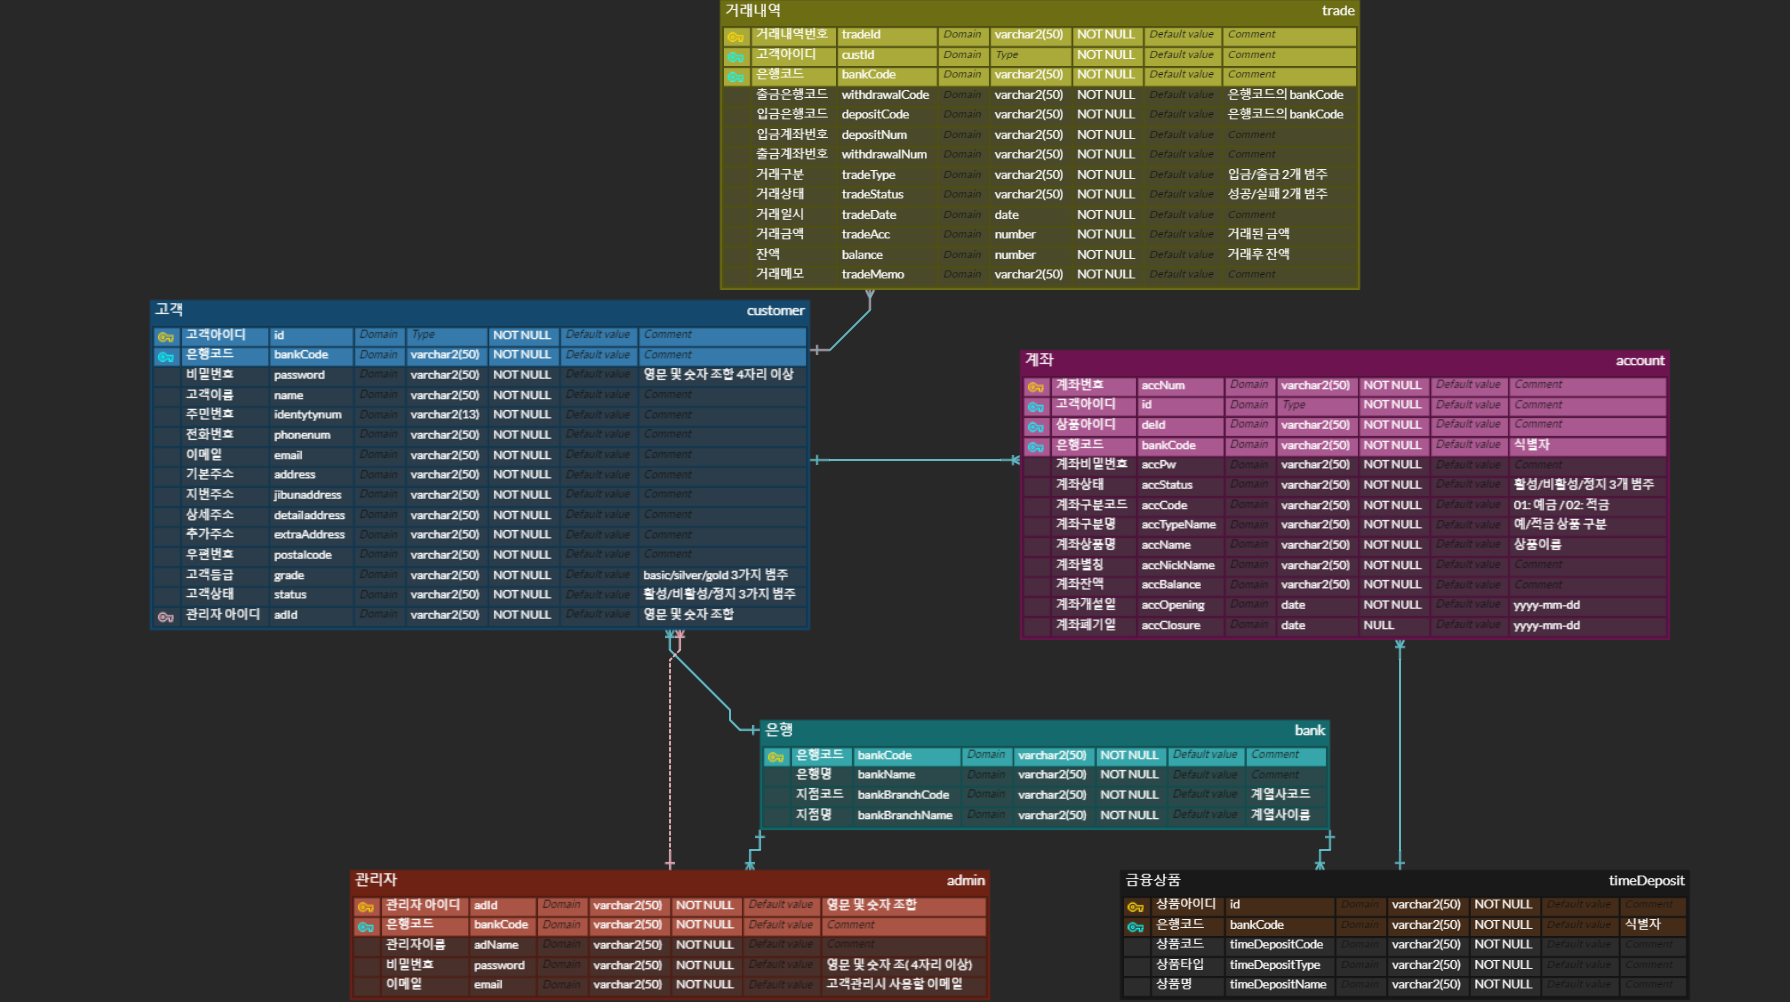 거래내역 trade
거래내역번호 tradeId Domain varchar2(50) NOT NULL Default value Comment
고객아이디 custId Domain Type NOT NULL Default value Comment
은행코드 bankCode Domain varchar2(50) NOT NULL Default value Comment
출금은행코드 withdrawalCode Domain varchar2(50) NOT NULL Default value 은행코드의 bankCode
입금은행코드 depositCode Domain varchar2(50) NOT NULL Default value 은행코드의 bankCode
입금계좌번호 depositNum Domain varchar2(50) NOT NULL Default value Comment
출금계좌번호 withdrawalNum Domain varchar2(50) NOT NULL Default value Comment
거래구분 tradeType Domain varchar2(50) NOT NULL Default value 입금/출금 2개 범주
거래상태 tradeStatus Domain varchar2(50) NOT NULL Default value 성공/실패 2개 범주
거래일시 tradeDate Domain date NOT NULL Default value Comment
거래금액 tradeAcc Domain number NOT NULL Default value 거래된 금액
잔액 balance Domain number NOT NULL Default value 거래후 잔액
거래메모 tradeMemo Domain varchar2(50) NOT NULL Default value Comment
고객 customer
고객아이디 id Domain Type NOT NULL Default value Comment
은행코드 bankCode Domain varchar2(50) NOT NULL Default value Comment
비밀번호 password Domain varchar2(50) NOT NULL Default value 영문 및 숫자 조합 4자리 이상
고객이름 name Domain varchar2(50) NOT NULL Default value Comment
주민번호 identytynum Domain varchar2(13) NOT NULL Default value Comment
전화번호 phonenum Domain varchar2(50) NOT NULL Default value Comment
이메일 email Domain varchar2(50) NOT NULL Default value Comment
기본주소 address Domain varchar2(50) NOT NULL Default value Comment
지번주소 jibunaddress Domain varchar2(50) NOT NULL Default value Comment
상세주소 detailaddress Domain varchar2(50) NOT NULL Default value Comment
추가주소 extraAddress Domain varchar2(50) NOT NULL Default value Comment
우편번호 postalcode Domain varchar2(50) NOT NULL Default value Comment
고객등급 grade Domain varchar2(50) NOT NULL Default value basic/silver/gold 3가지 범주
고객상태 status Domain varchar2(50) NOT NULL Default value 활성/비활성/정지 3가지 범주
관리자 아이디 adId Domain varchar2(50) NOT NULL Default value 영문 및 숫자 조합
계좌 account
계좌번호 accNum Domain varchar2(50) NOT NULL Default value Comment
고객아이디 id Domain Type NOT NULL Default value Comment
상품아이디 deId Domain varchar2(50) NOT NULL Default value Comment
은행코드 bankCode Domain varchar2(50) NOT NULL Default value 식별자
계좌비밀번호 accPw Domain varchar2(50) NOT NULL Default value Comment
계좌상태 accStatus Domain varchar2(50) NOT NULL Default value 활성/비활성/정지 3개 범주
계좌구분코드 accCode Domain varchar2(50) NOT NULL Default value 01: 예금 / 02: 적금
계좌구분명 accTypeName Domain varchar2(50) NOT NULL Default value 예/적금 상품 구분
계좌상품명 accName Domain varchar2(50) NOT NULL Default value 상품이름
계좌별칭 accNickName Domain varchar2(50) NOT NULL Default value Comment
계좌잔액 accBalance Domain varchar2(50) NOT NULL Default value Comment
계좌개설일 accOpening Domain date NOT NULL Default value yyyy-mm-dd
계좌폐기일 accClosure Domain date NULL Default value yyyy-mm-dd
은행 bank
은행코드 bankCode Domain varchar2(50) NOT NULL Default value Comment
은행명 bankName Domain varchar2(50) NOT NULL Default value Comment
지점코드 bankBranchCode Domain varchar2(50) NOT NULL Default value 계열사코드
지점명 bankBranchName Domain varchar2(50) NOT NULL Default value 계열사이름
관리자 admin
관리자 아이디 adId Domain varchar2(50) NOT NULL Default value 영문 및 숫자 조합
은행코드 bankCode Domain varchar2(50) NOT NULL Default value Comment
관리자이름 adName Domain varchar2(50) NOT NULL Default value Comment
비밀번호 password Domain varchar2(50) NOT NULL Default value 영문 및 숫자 조( 4자리 이상)
이메일 email Domain varchar2(50) NOT NULL Default value 고객관리시 사용할 이메일
금융상품 timeDeposit
상품아이디 id Domain varchar2(50) NOT NULL Default value Comment
은행코드 bankCode Domain varchar2(50) NOT NULL Default value 식별자
상품코드 timeDepositCode Domain varchar2(50) NOT NULL Default value Comment
상품타입 timeDepositType Domain varchar2(50) NOT NULL Default value Comment
상품명 timeDepositName Domain varchar2(50) NOT NULL Default value Comment